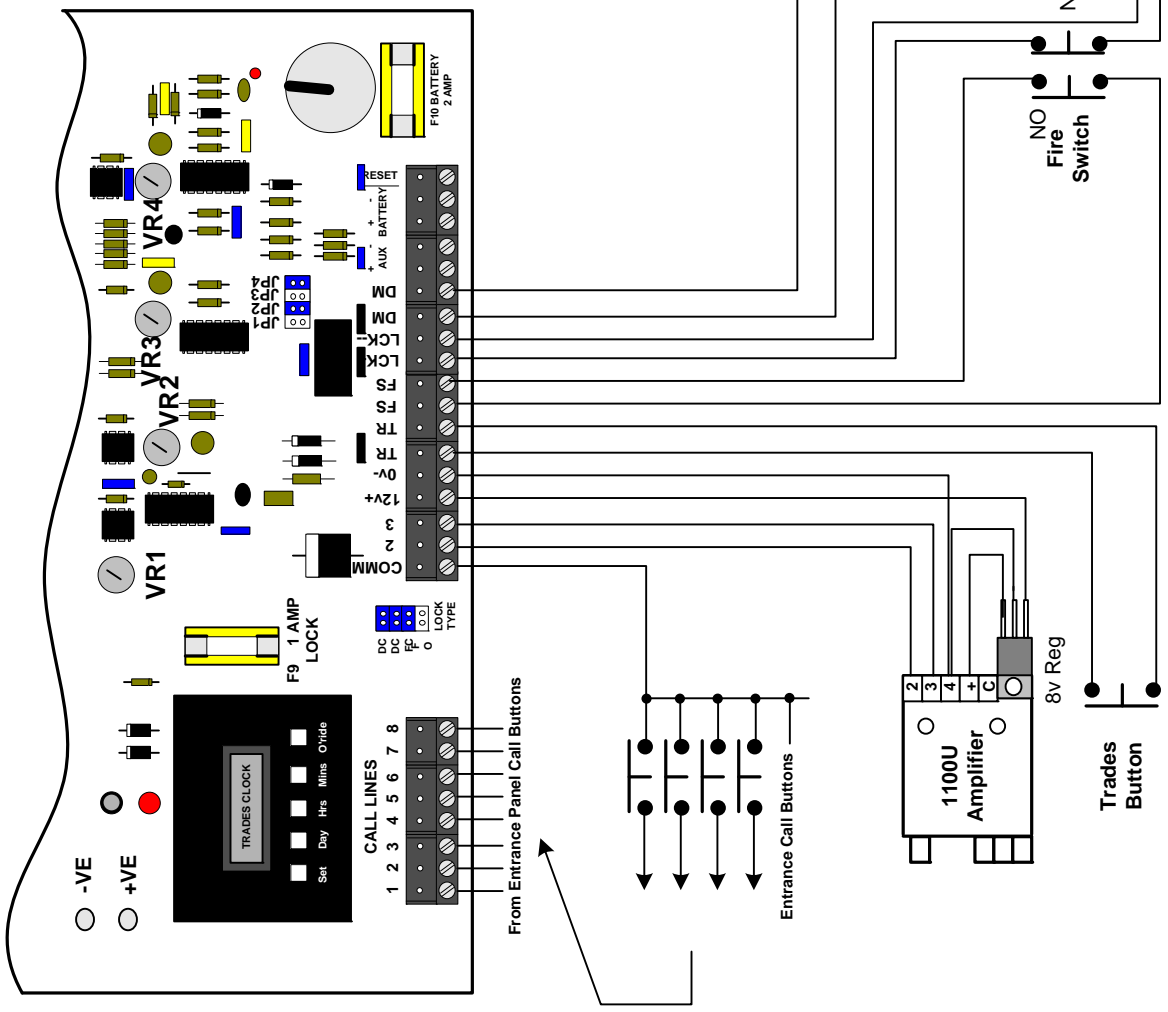 F10 BATTERY
2 AMP
RESET
- BATTERY +
- AUX +
DM
DM
LCK--
LCK
FS
FS
TR
TR
0v-
12v+
3
2
COMM
VR4
VR3
VR2
VR1
JP4
JP3
JP2
JP1
F9 1 AMP
LOCK
DC
DC
FC
F
O
LOCK
TYPE
-VE
+VE
TRADES CLOCK
Set Day Hrs Mins O'ride
CALL LINES
1 2 3 4 5 6 7 8
From Entrance Panel Call Buttons
Entrance Call Buttons
2
3
4
+
C
1100U
Amplifier
8v Reg
Trades
Button
NO
Fire
Switch